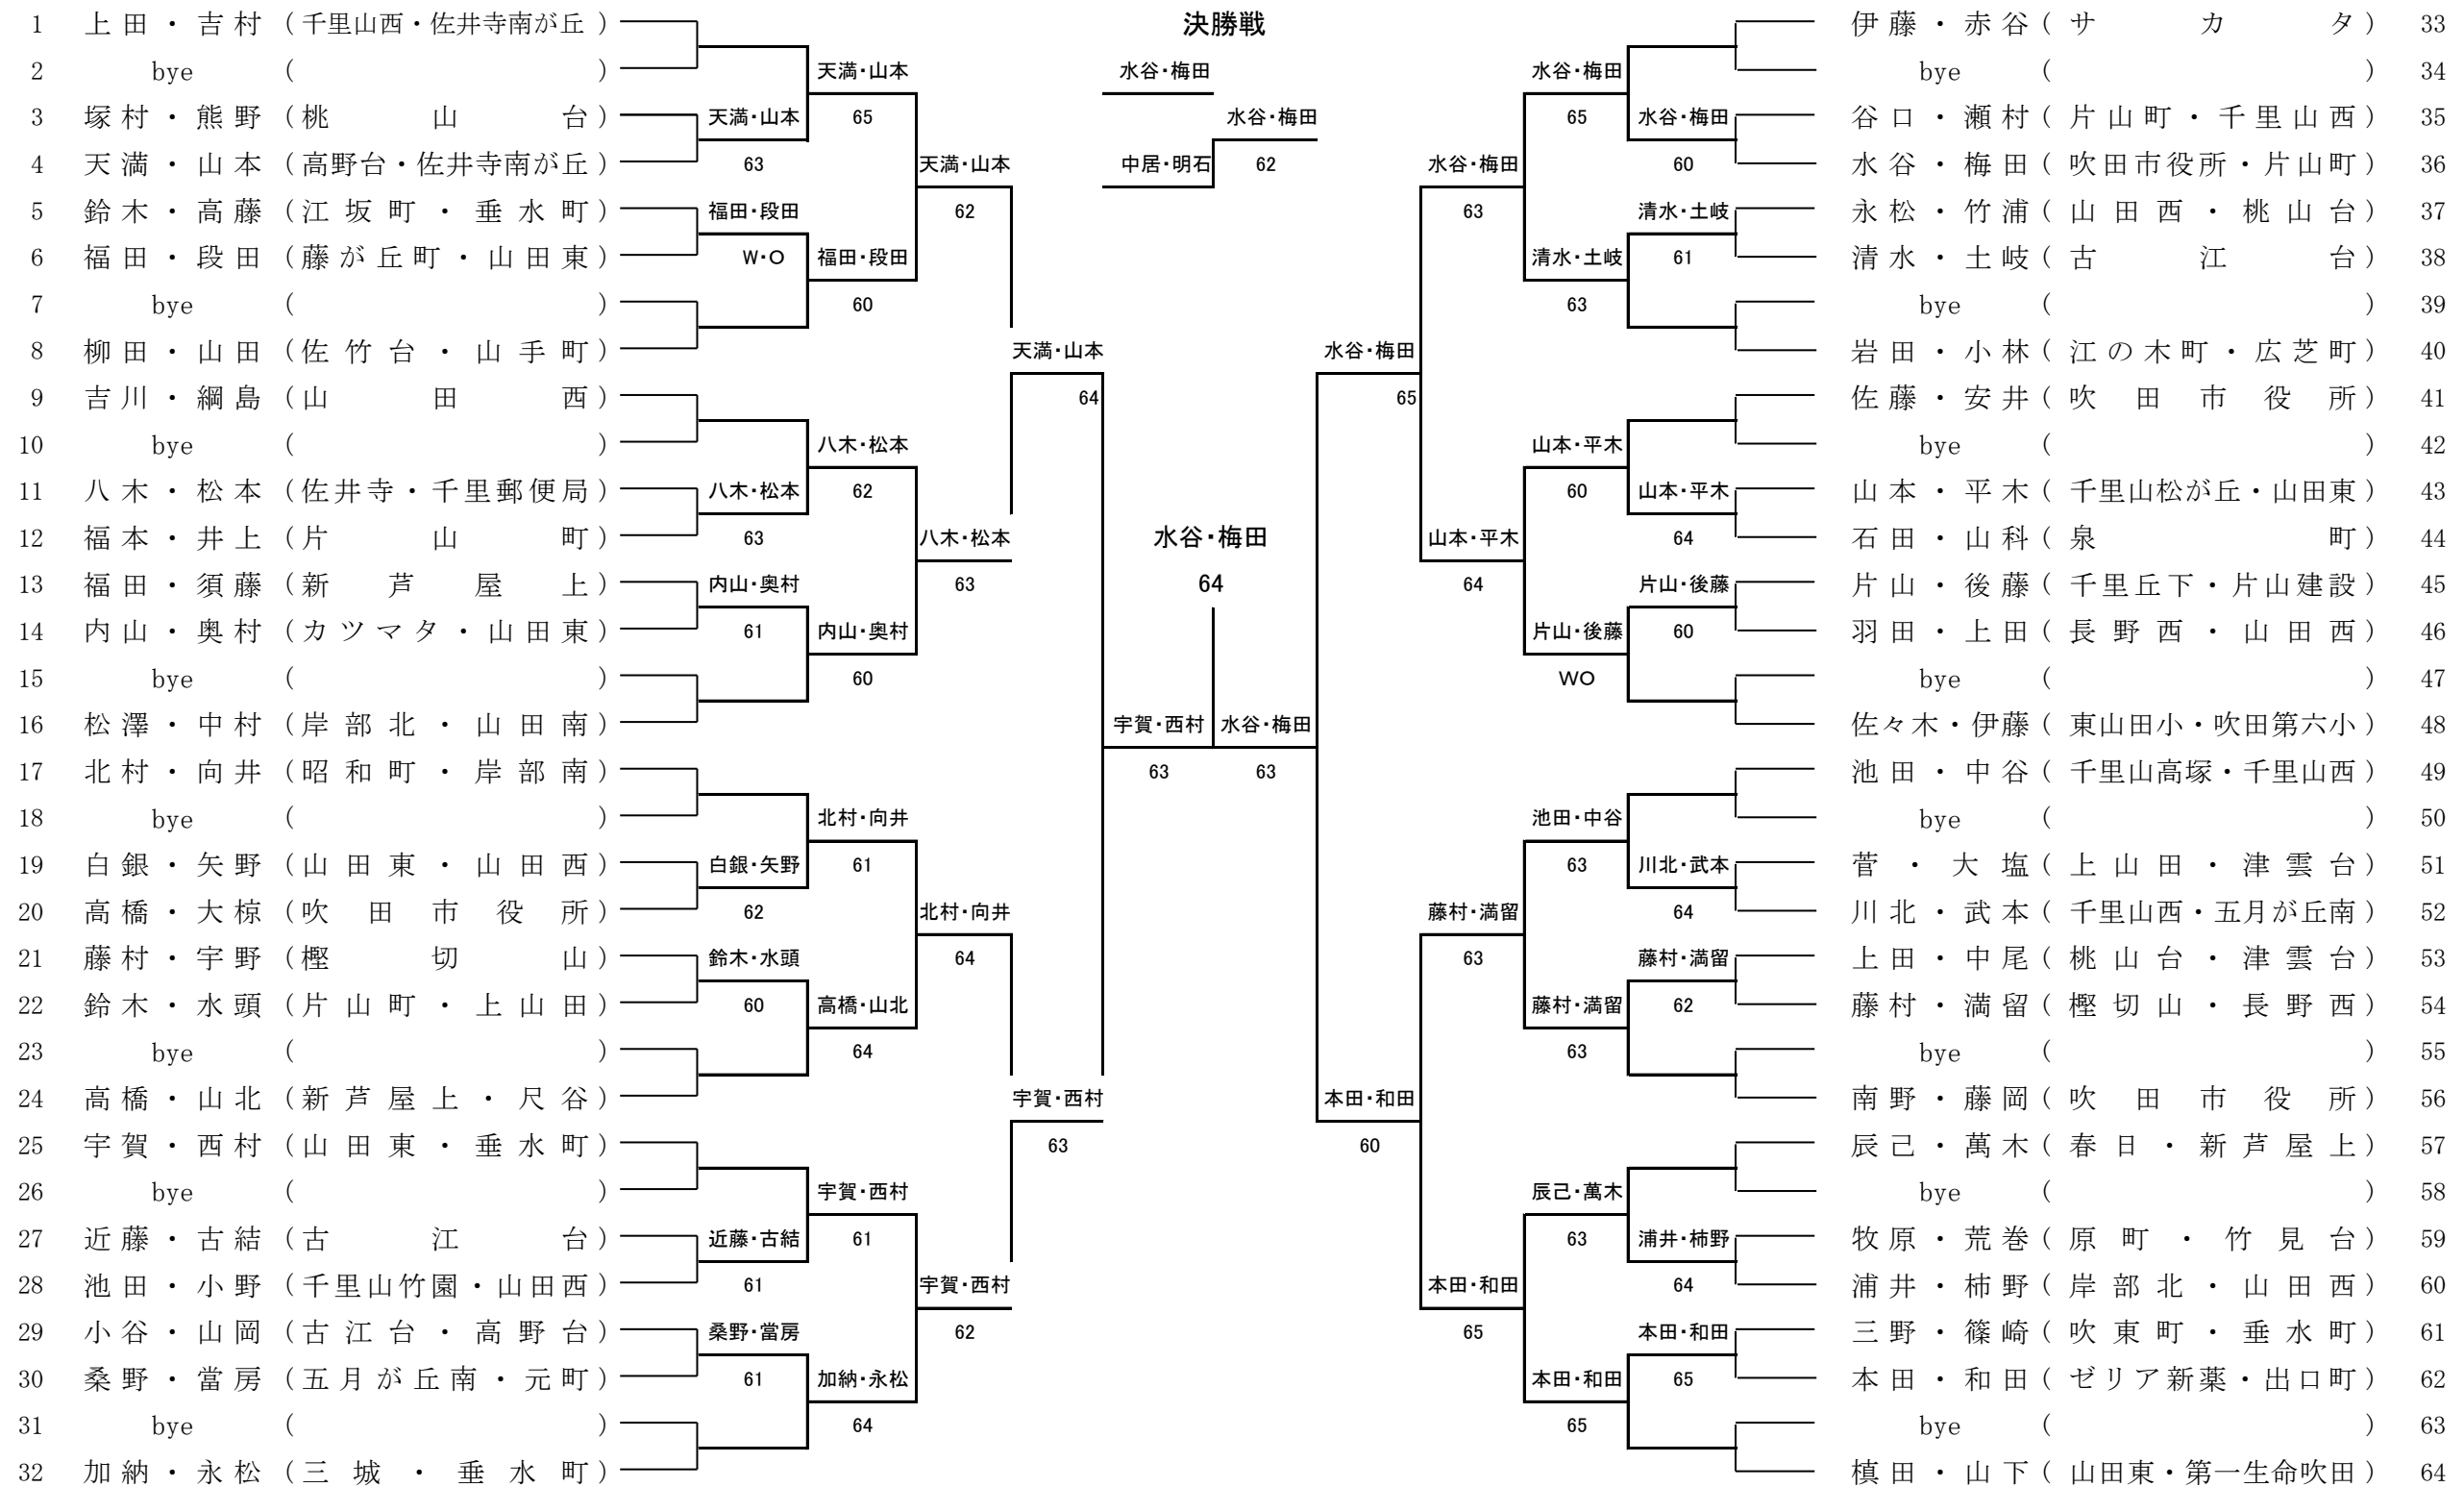 決勝戦
1 上田・吉村 (千里山西・佐井寺南が丘)
2 bye ( )
3 塚村・熊野 (桃山台)
4 天満・山本 (高野台・佐井寺南が丘)
5 鈴木・高藤 (江坂町・垂水町)
6 福田・段田 (藤が丘町・山田東)
7 bye ( )
8 柳田・山田 (佐竹台・山手町)
9 吉川・綱島 (山田西)
10 bye ( )
11 八木・松本 (佐井寺・千里郵便局)
12 福本・井上 (片山町)
13 福田・須藤 (新芦屋上)
14 内山・奥村 (カツマタ・山田東)
15 bye ( )
16 松澤・中村 (岸部北・山田南)
17 北村・向井 (昭和町・岸部南)
18 bye ( )
19 白銀・矢野 (山田東・山田西)
20 高橋・大椋 (吹田市役所)
21 藤村・宇野 (樫切山)
22 鈴木・水頭 (片山町・上山田)
23 bye ( )
24 高橋・山北 (新芦屋上・尺谷)
25 宇賀・西村 (山田東・垂水町)
26 bye ( )
27 近藤・古結 (古江台)
28 池田・小野 (千里山竹園・山田西)
29 小谷・山岡 (古江台・高野台)
30 桑野・當房 (五月が丘南・元町)
31 bye ( )
32 加納・永松 (三城・垂水町)
天満・山本
63
福田・段田
W・O
八木・松本
63
内山・奥村
61
白銀・矢野
62
鈴木・水頭
60
近藤・古結
61
桑野・當房
61
天満・山本
65
福田・段田
60
八木・松本
62
内山・奥村
60
北村・向井
61
高橋・山北
64
宇賀・西村
61
加納・永松
64
天満・山本
62
八木・松本
63
北村・向井
64
宇賀・西村
62
天満・山本
64
宇賀・西村
63
水谷・梅田
中居・明石
水谷・梅田
62
水谷・梅田
64
宇賀・西村
63
水谷・梅田
63
水谷・梅田
65
本田・和田
60
水谷・梅田
63
山本・平木
64
藤村・満留
63
本田・和田
65
水谷・梅田
65
清水・土岐
63
山本・平木
60
片山・後藤
WO
池田・中谷
63
藤村・満留
63
辰己・萬木
63
本田・和田
65
水谷・梅田
60
清水・土岐
61
山本・平木
64
片山・後藤
60
川北・武本
64
藤村・満留
62
浦井・柿野
64
本田・和田
65
伊藤・赤谷 (サカタ) 33
bye ( ) 34
谷口・瀬村 (片山町・千里山西) 35
水谷・梅田 (吹田市役所・片山町) 36
永松・竹浦 (山田西・桃山台) 37
清水・土岐 (古江台) 38
bye ( ) 39
岩田・小林 (江の木町・広芝町) 40
佐藤・安井 (吹田市役所) 41
bye ( ) 42
山本・平木 (千里山松が丘・山田東) 43
石田・山科 (泉町) 44
片山・後藤 (千里丘下・片山建設) 45
羽田・上田 (長野西・山田西) 46
bye ( ) 47
佐々木・伊藤 (東山田小・吹田第六小) 48
池田・中谷 (千里山高塚・千里山西) 49
bye ( ) 50
菅・大塩 (上山田・津雲台) 51
川北・武本 (千里山西・五月が丘南) 52
上田・中尾 (桃山台・津雲台) 53
藤村・満留 (樫切山・長野西) 54
bye ( ) 55
南野・藤岡 (吹田市役所) 56
辰己・萬木 (春日・新芦屋上) 57
bye ( ) 58
牧原・荒巻 (原町・竹見台) 59
浦井・柿野 (岸部北・山田西) 60
三野・篠崎 (吹東町・垂水町) 61
本田・和田 (ゼリア新薬・出口町) 62
bye ( ) 63
槙田・山下 (山田東・第一生命吹田) 64